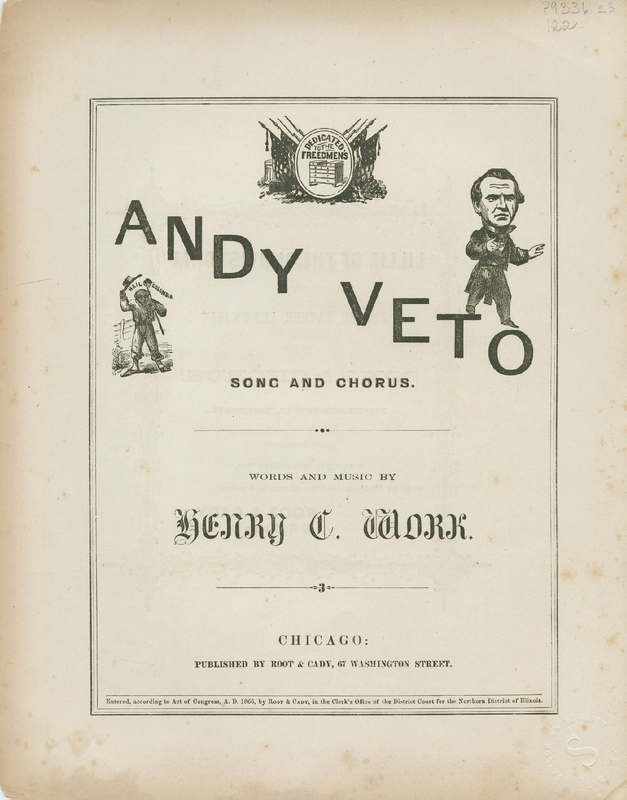 79336.23
122
DEDICATED
TO THE
FREEDMENS
ANDY
VETO
HAIL COLUMBIA
SONG AND CHORUS.
WORDS AND MUSIC BY
HENRY C. WORK.
3
CHICAGO:
PUBLISHED BY ROOT & CADY, 67 WASHINGTON STREET.
Entered, according to Act of Congress, A. D. 1866, by ROOT & CADY, in the Clerk's Office of the District Court for the Northern District of Illinois.